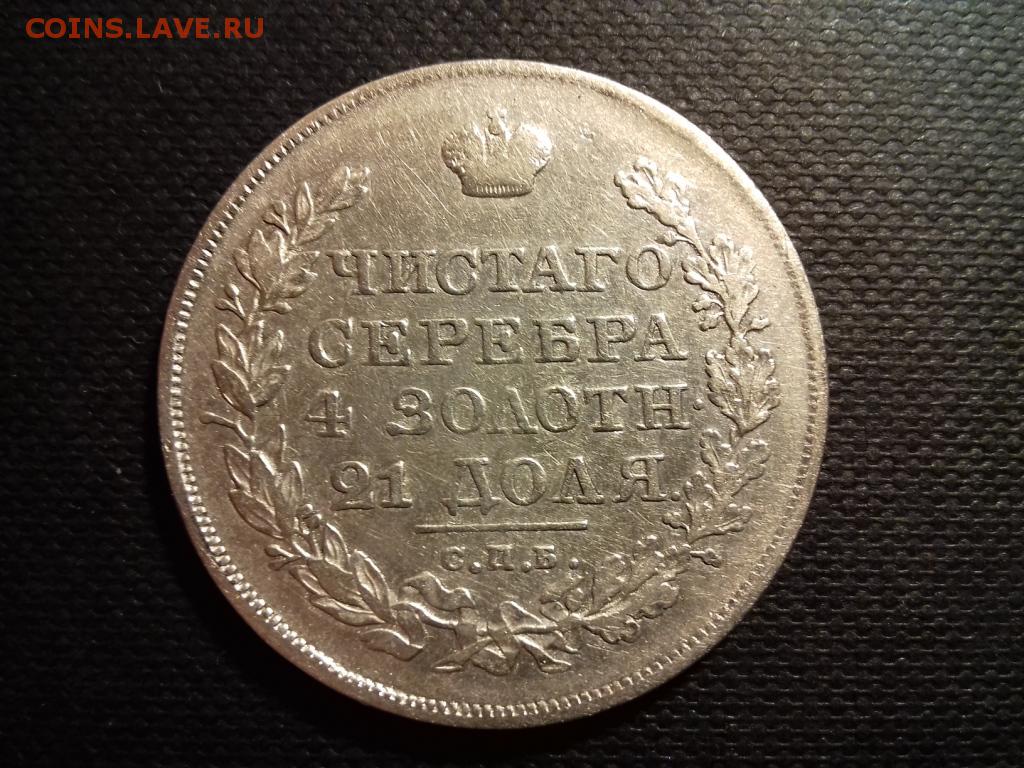 COINS.LAVE.RU
ЧИСТАГО
СЕРЕБРА
4 ЗОЛОТН.
21 ДОЛЯ.
С.П.Б.